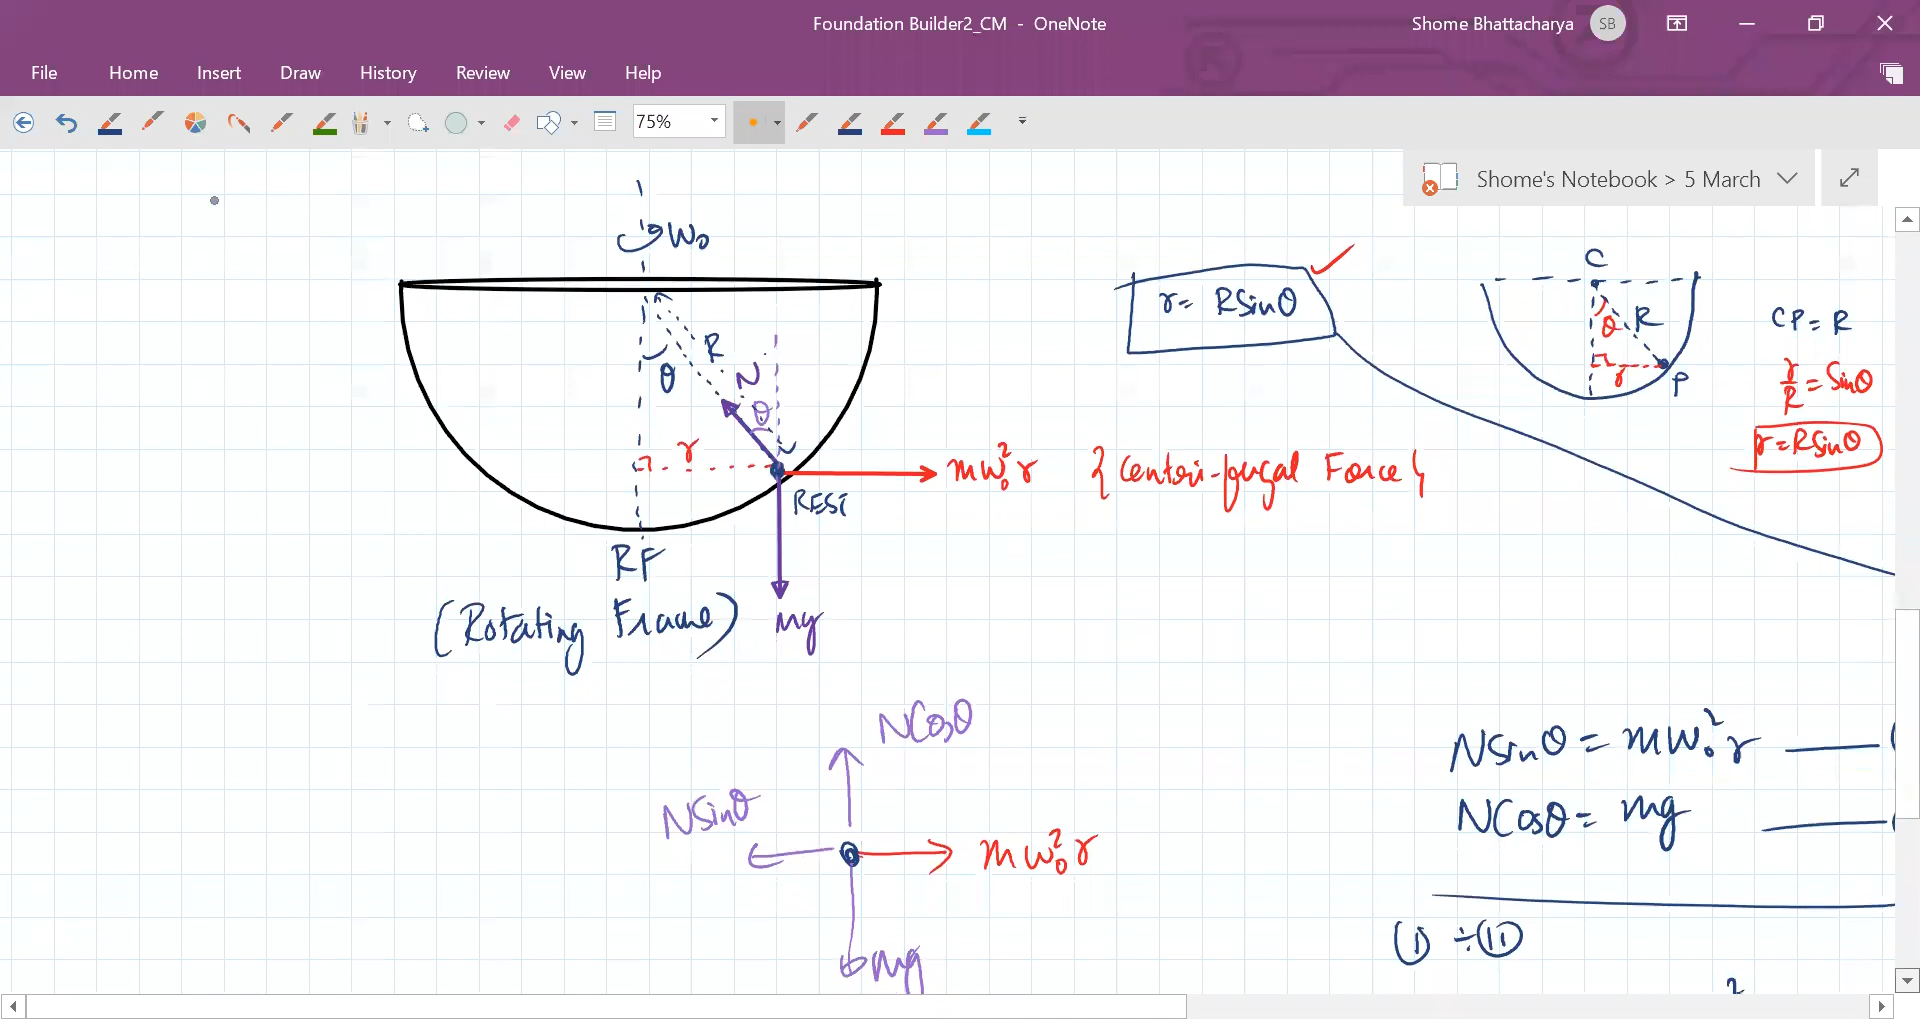 Foundation Builder2_CM - OneNote
Shome Bhattacharya SB
File Home Insert Draw History Review View Help
75%
Shome's Notebook > 5 March
W₀
r = RSinθ
C
θ R
r P
CP = R
r/R = Sinθ
r = RSinθ
R
θ
N
θ
r
mω₀²r {Centri-fugal Force}
REST
RF
(Rotating Frame)
mg
NCosθ
NSinθ
mω₀²r
mg
NSinθ = mω₀²r —
NCosθ = mg —
(I) ÷ (II)
2